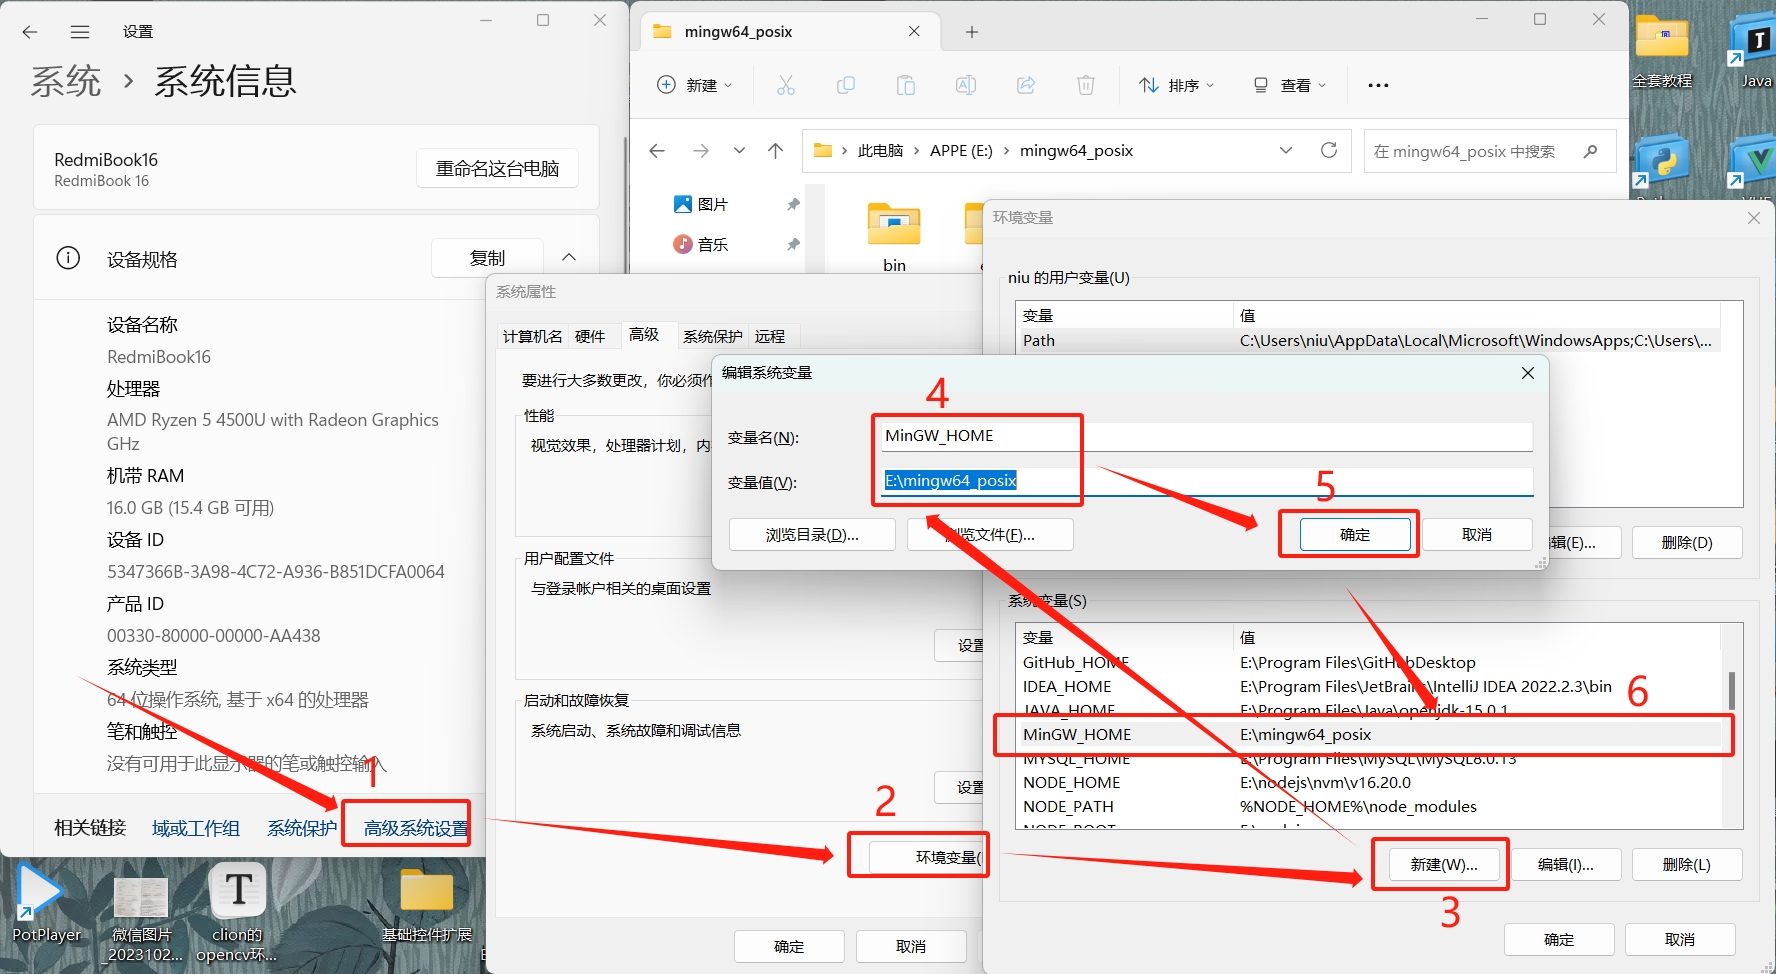 设置
系统 › 系统信息
RedmiBook16
RedmiBook 16
重命名这台电脑
设备规格
复制
设备名称
RedmiBook16
处理器
AMD Ryzen 5 4500U with Radeon Graphics
GHz
机带 RAM
16.0 GB (15.4 GB 可用)
设备 ID
5347366B-3A98-4C72-A936-B851DCFA0064
产品 ID
00330-80000-00000-AA438
系统类型
64 位操作系统, 基于 x64 的处理器
笔和触控
没有可用于此显示器的笔或触控输入
1
相关链接 域或工作组 系统保护 高级系统设置
mingw64_posix
新建
排序
查看
此电脑 › APPE (E:) › mingw64_posix
在 mingw64_posix 中搜索
图片
音乐
bin
全套教程
Java
系统属性
计算机名 硬件 高级 系统保护 远程
要进行大多数更改，你必须作
性能
视觉效果，处理器计划，内
用户配置文件
与登录帐户相关的桌面设置
设置
启动和故障恢复
系统启动、系统故障和调试信息
设置
2
环境变量(
确定 取消
环境变量
niu 的用户变量(U)
变量 值
Path C:\Users\niu\AppData\Local\Microsoft\WindowsApps;C:\Users\...
编辑系统变量
4
变量名(N): MinGW_HOME
变量值(V): E:\mingw64_posix
5
浏览目录(D)... 浏览文件(F)... 确定 取消
辑(E)... 删除(D)
系统变量(S)
变量 值
GitHub_HOME E:\Program Files\GitHubDesktop
IDEA_HOME E:\Program Files\JetBrains\IntelliJ IDEA 2022.2.3\bin
6
JAVA_HOME E:\Program Files\Java\openjdk-15.0.1
MinGW_HOME E:\mingw64_posix
MYSQL_HOME E:\Program Files\MySQL\MySQL8.0.13
NODE_HOME E:\nodejs\nvm\v16.20.0
NODE_PATH %NODE_HOME%\node_modules
新建(W)... 编辑(I)... 删除(L)
3
确定 取消
PotPlayer
微信图片
_2023102...
T
clion的
opencv环...
基础控件扩展